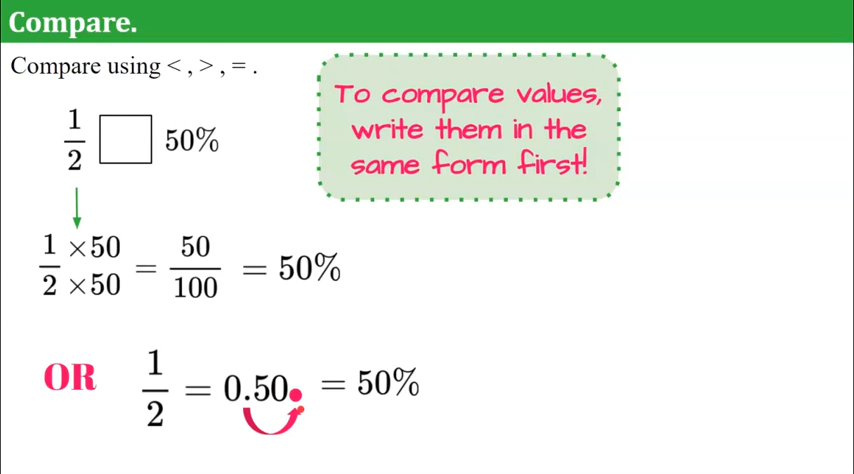 Compare.
Compare using < , > , = .
To compare values,
write them in the
same form first!
1/2 □ 50%
1 ×50 / 2 ×50 = 50/100 = 50%
OR 1/2 = 0.50. = 50%